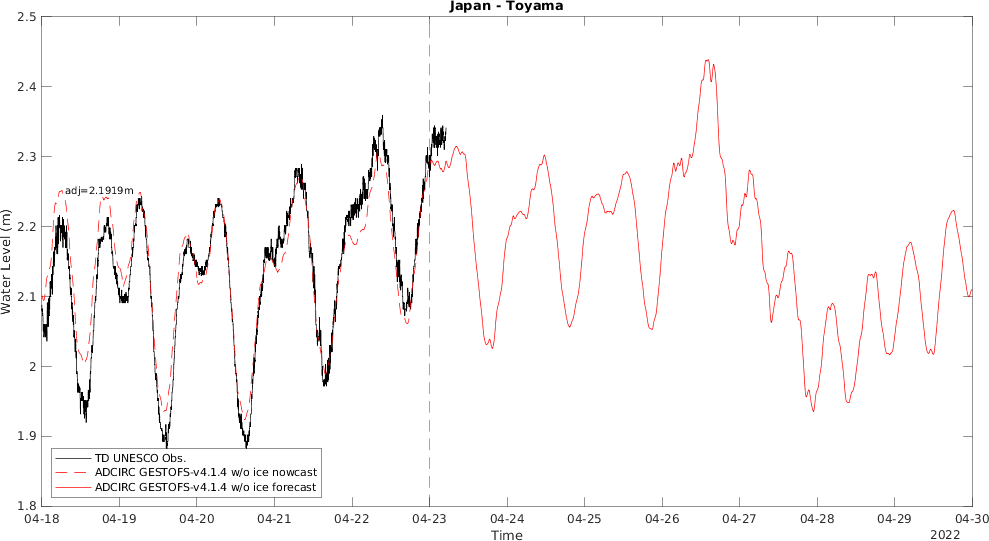 Japan - Toyama
2.5
2.4
2.3
2.2
2.1
2
1.9
1.8
Water Level (m)
adj=2.1919m
TD UNESCO Obs.
ADCIRC GESTOFS-v4.1.4 w/o ice nowcast
ADCIRC GESTOFS-v4.1.4 w/o ice forecast
04-18 04-19 04-20 04-21 04-22 04-23 04-24 04-25 04-26 04-27 04-28 04-29 04-30
Time
2022